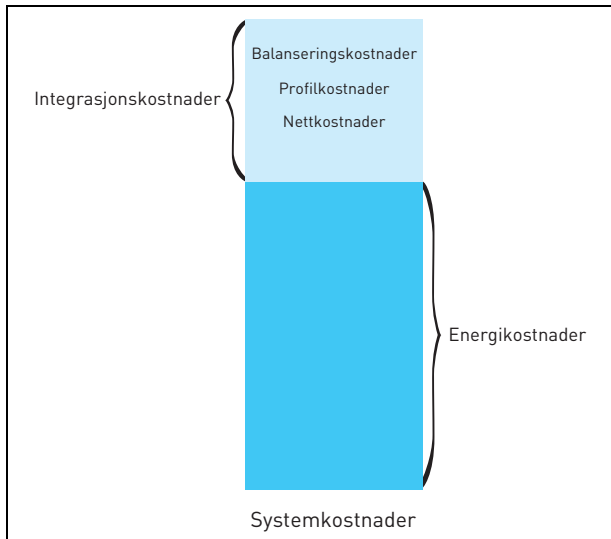 Balanseringskostnader
Profilkostnader
Integrasjonskostnader
Nettkostnader
Energikostnader
Systemkostnader